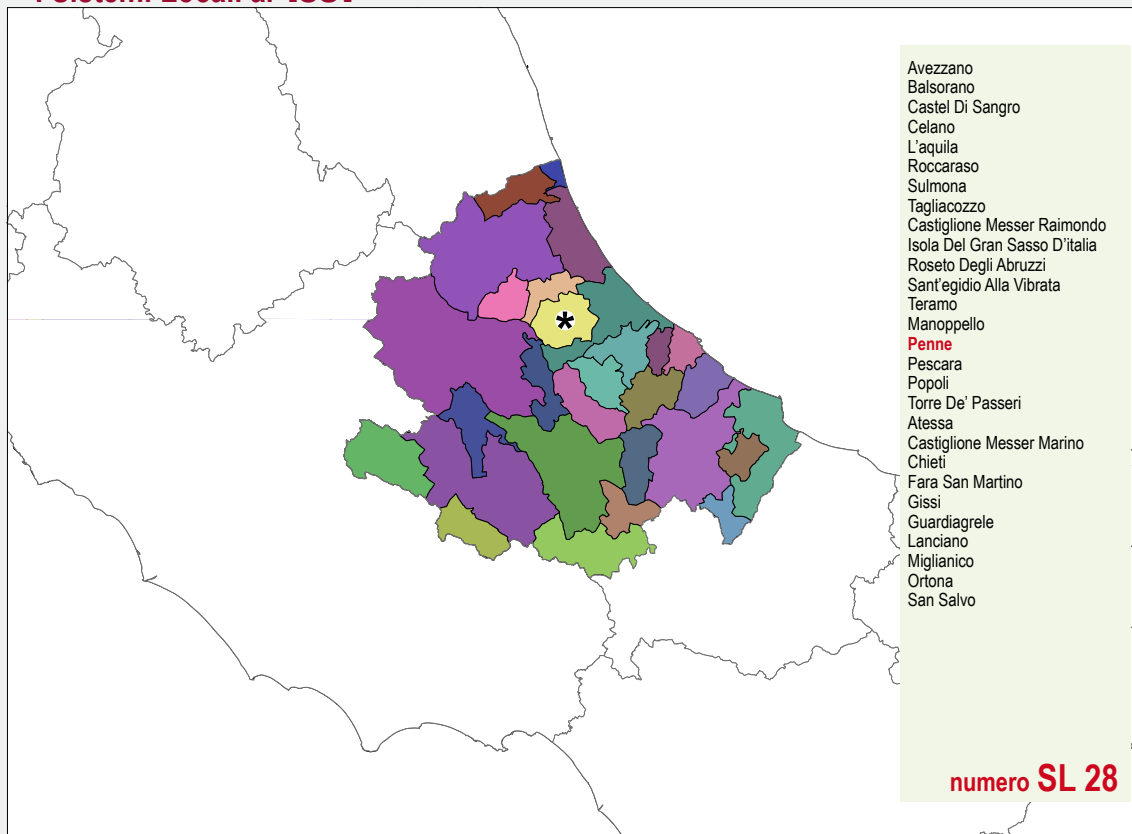 Avezzano
Balsorano
Castel Di Sangro
Celano
L'aquila
Roccaraso
Sulmona
Tagliacozzo
Castiglione Messer Raimondo
Isola Del Gran Sasso D'italia
Roseto Degli Abruzzi
Sant'egidio Alla Vibrata
Teramo
Manoppello
Penne
Pescara
Popoli
Torre De' Passeri
Atessa
Castiglione Messer Marino
Chieti
Fara San Martino
Gissi
Guardiagrele
Lanciano
Miglianico
Ortona
San Salvo
*
numero SL 28